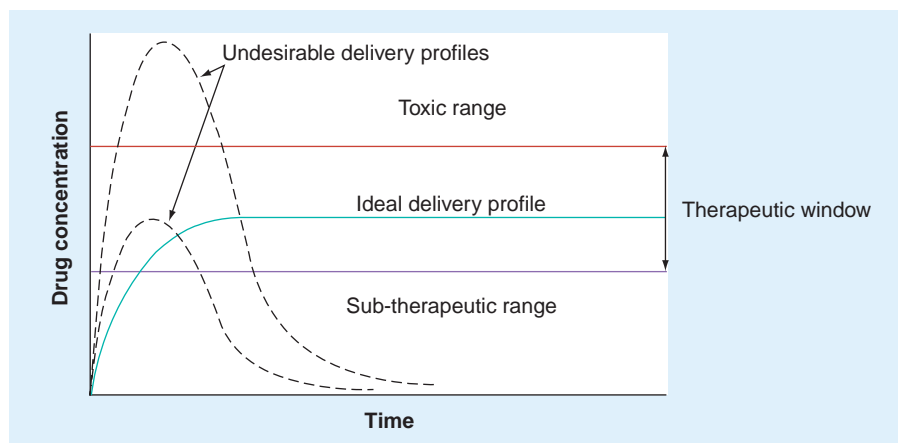 Undesirable delivery profiles
Toxic range
Ideal delivery profile
Therapeutic window
Sub-therapeutic range
Drug concentration
Time